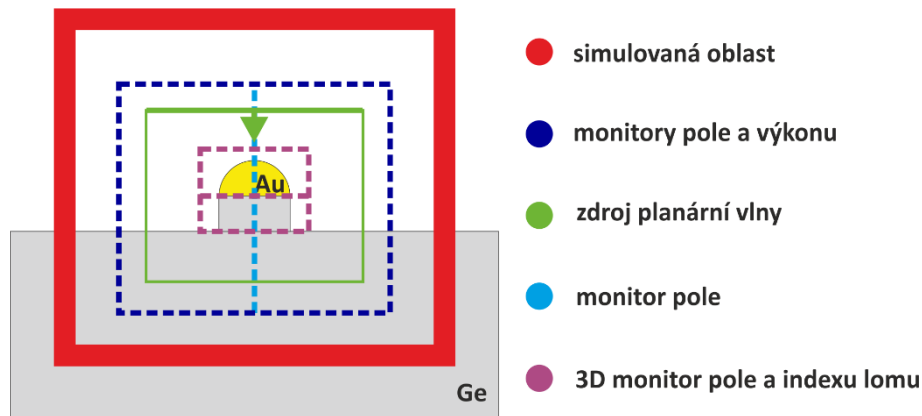 simulovaná oblast
monitory pole a výkonu
Au
zdroj planární vlny
monitor pole
3D monitor pole a indexu lomu
Ge